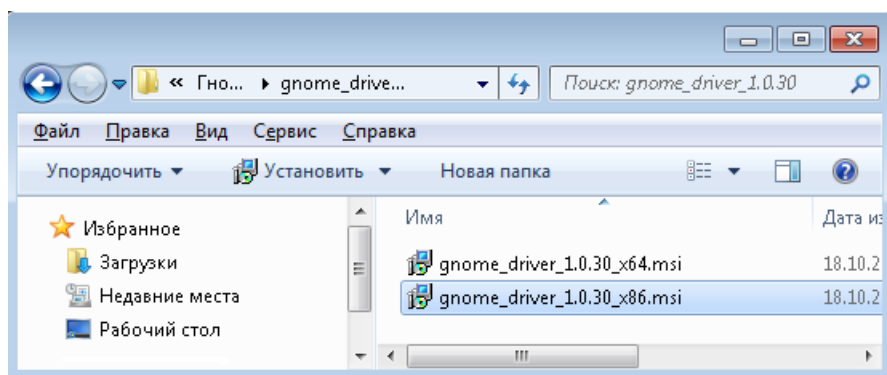 « Гно... gnome_drive... Поиск: gnome_driver_1.0.30
Файл Правка Вид Сервис Справка
Упорядочить Установить Новая папка
Избранное
Загрузки
Недавние места
Рабочий стол
Имя Дата из
gnome_driver_1.0.30_x64.msi 18.10.2
gnome_driver_1.0.30_x86.msi 18.10.2